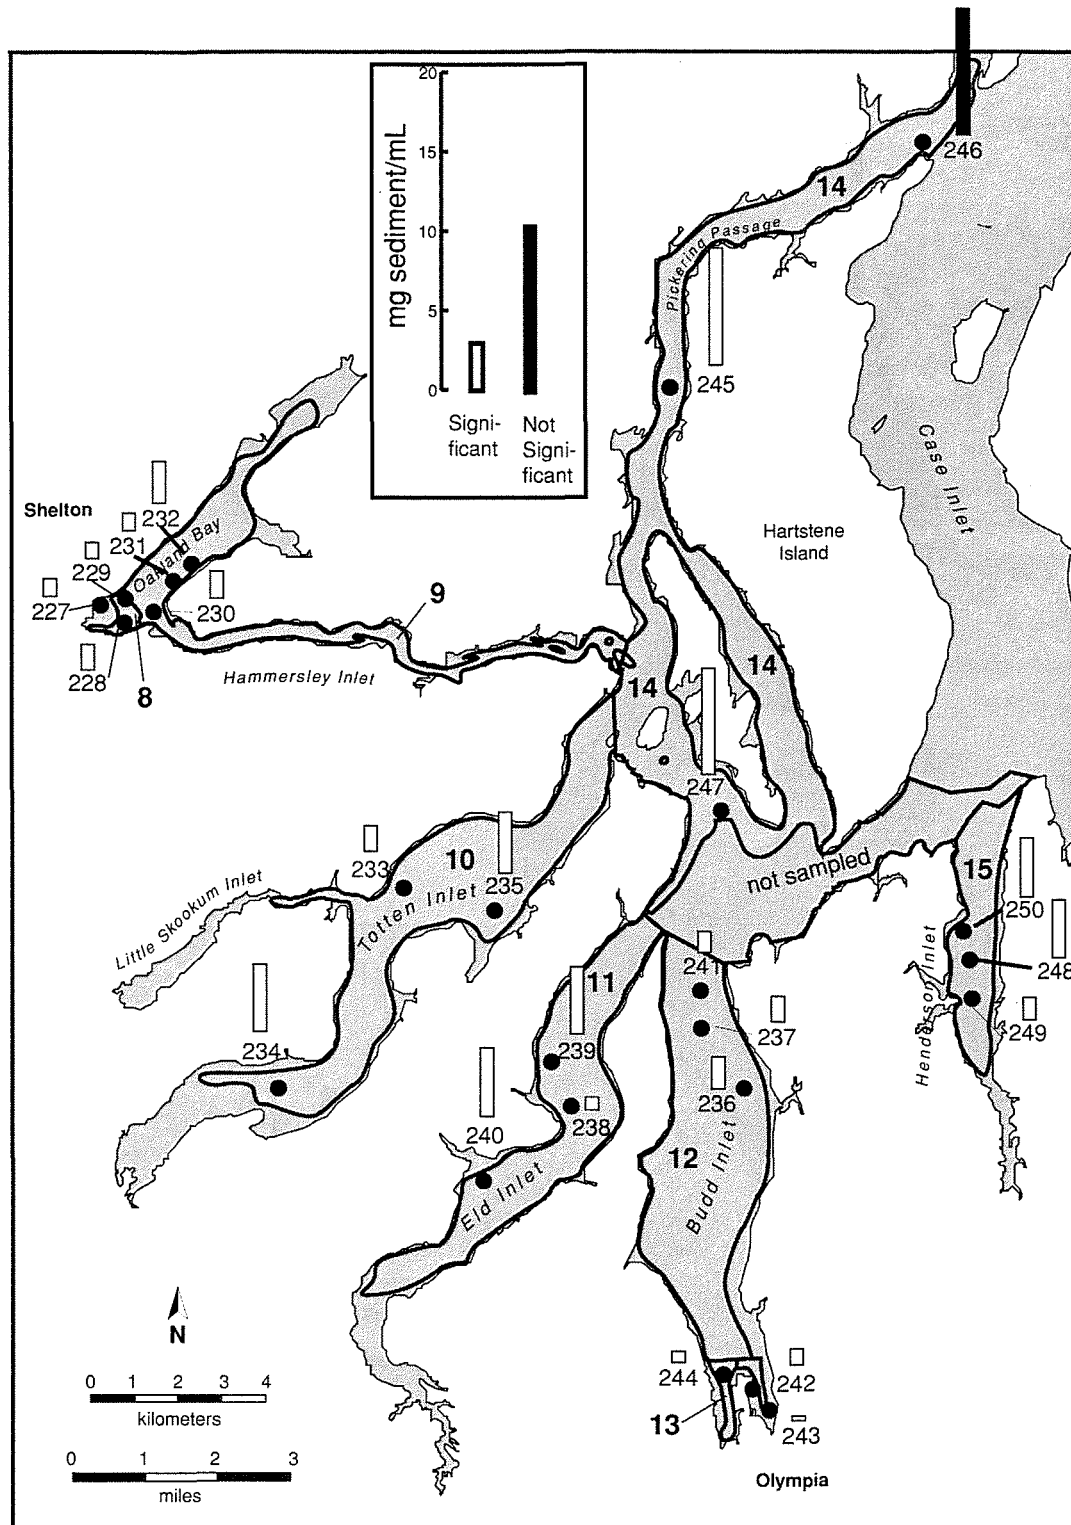 20
15
10
5
0
mg sediment/mL
Signi-
ficant
Not
Signi-
ficant
246
14
Pickering Passage
245
Case Inlet
Hartstene
Island
Shelton
232
231
229
227
Oakland Bay
230
228
8
9
Hammersley Inlet
14
14
247
233
10
235
Totten Inlet
Little Skookum Inlet
not sampled
15
250
248
249
Henderson Inlet
234
11
239
241
237
236
238
240
12
Eld Inlet
Budd Inlet
N
0 1 2 3 4
kilometers
0 1 2 3
miles
244
242
13
243
Olympia